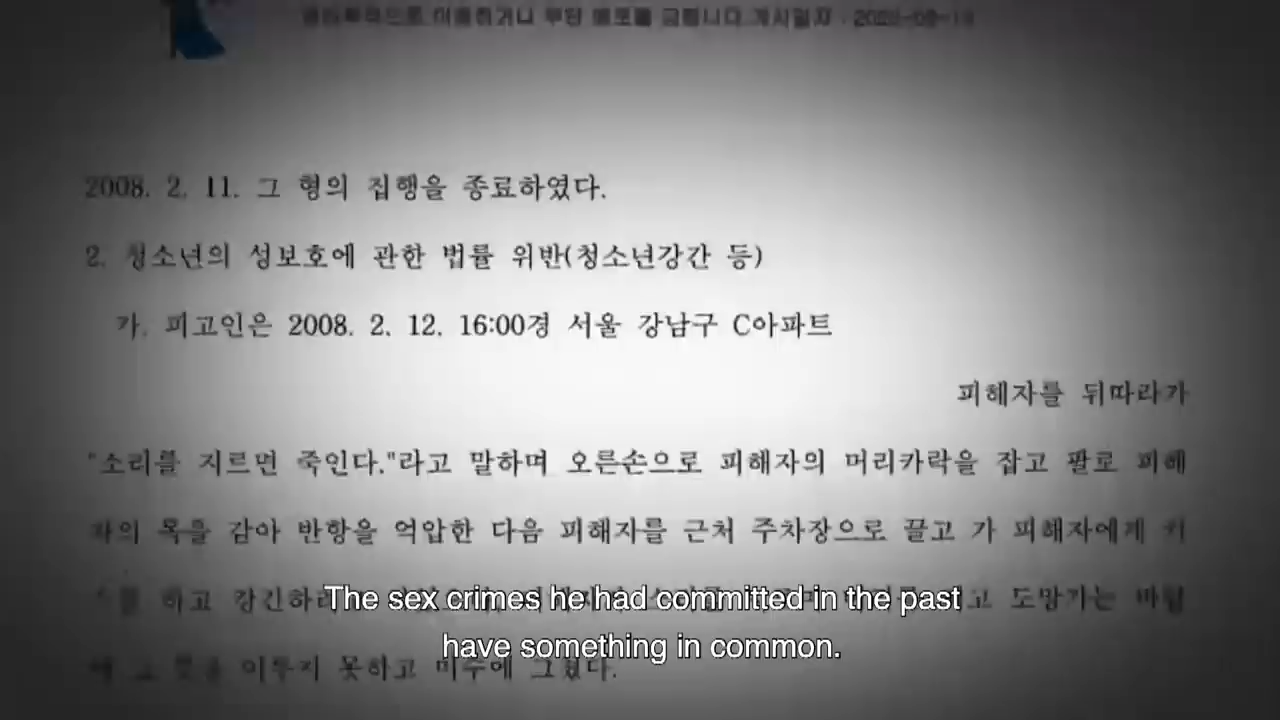 게시일자 : 2022-09-19
2008. 2. 11. 그 형의 집행을 종료하였다.
2. 청소년의 성보호에 관한 법률 위반(청소년강간 등)
가. 피고인은 2008. 2. 12. 16:00경 서울 강남구 C아파트
피해자를 뒤따라가
"소리를 지르면 죽인다."라고 말하며 오른손으로 피해자의 머리카락을 잡고 팔로 피해
자의 목을 감아 반항을 억압한 다음 피해자를 근처 주차장으로 끌고 가 피해자에게 키
를 하고 강간하려 고 도망가는 바람
에 그 뜻을 이루지 못하고 미수에 그쳤다.
The sex crimes he had committed in the past
have something in common.